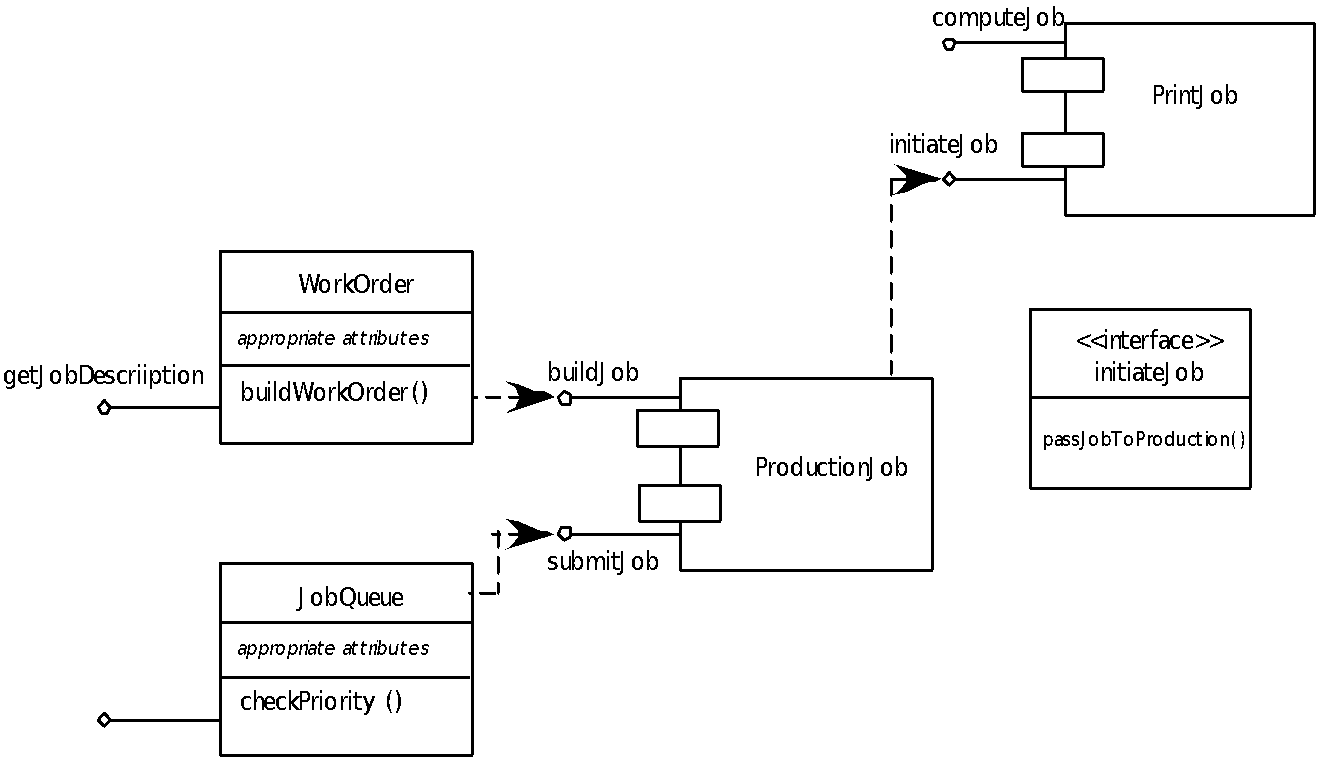 computeJob
PrintJob
initiateJob
WorkOrder
appropriate attributes
buildWorkOrder()
getJobDescriiption
buildJob
ProductionJob
<<interface>>
initiateJob
passJobToProduction()
submitJob
JobQueue
appropriate attributes
checkPriority ()